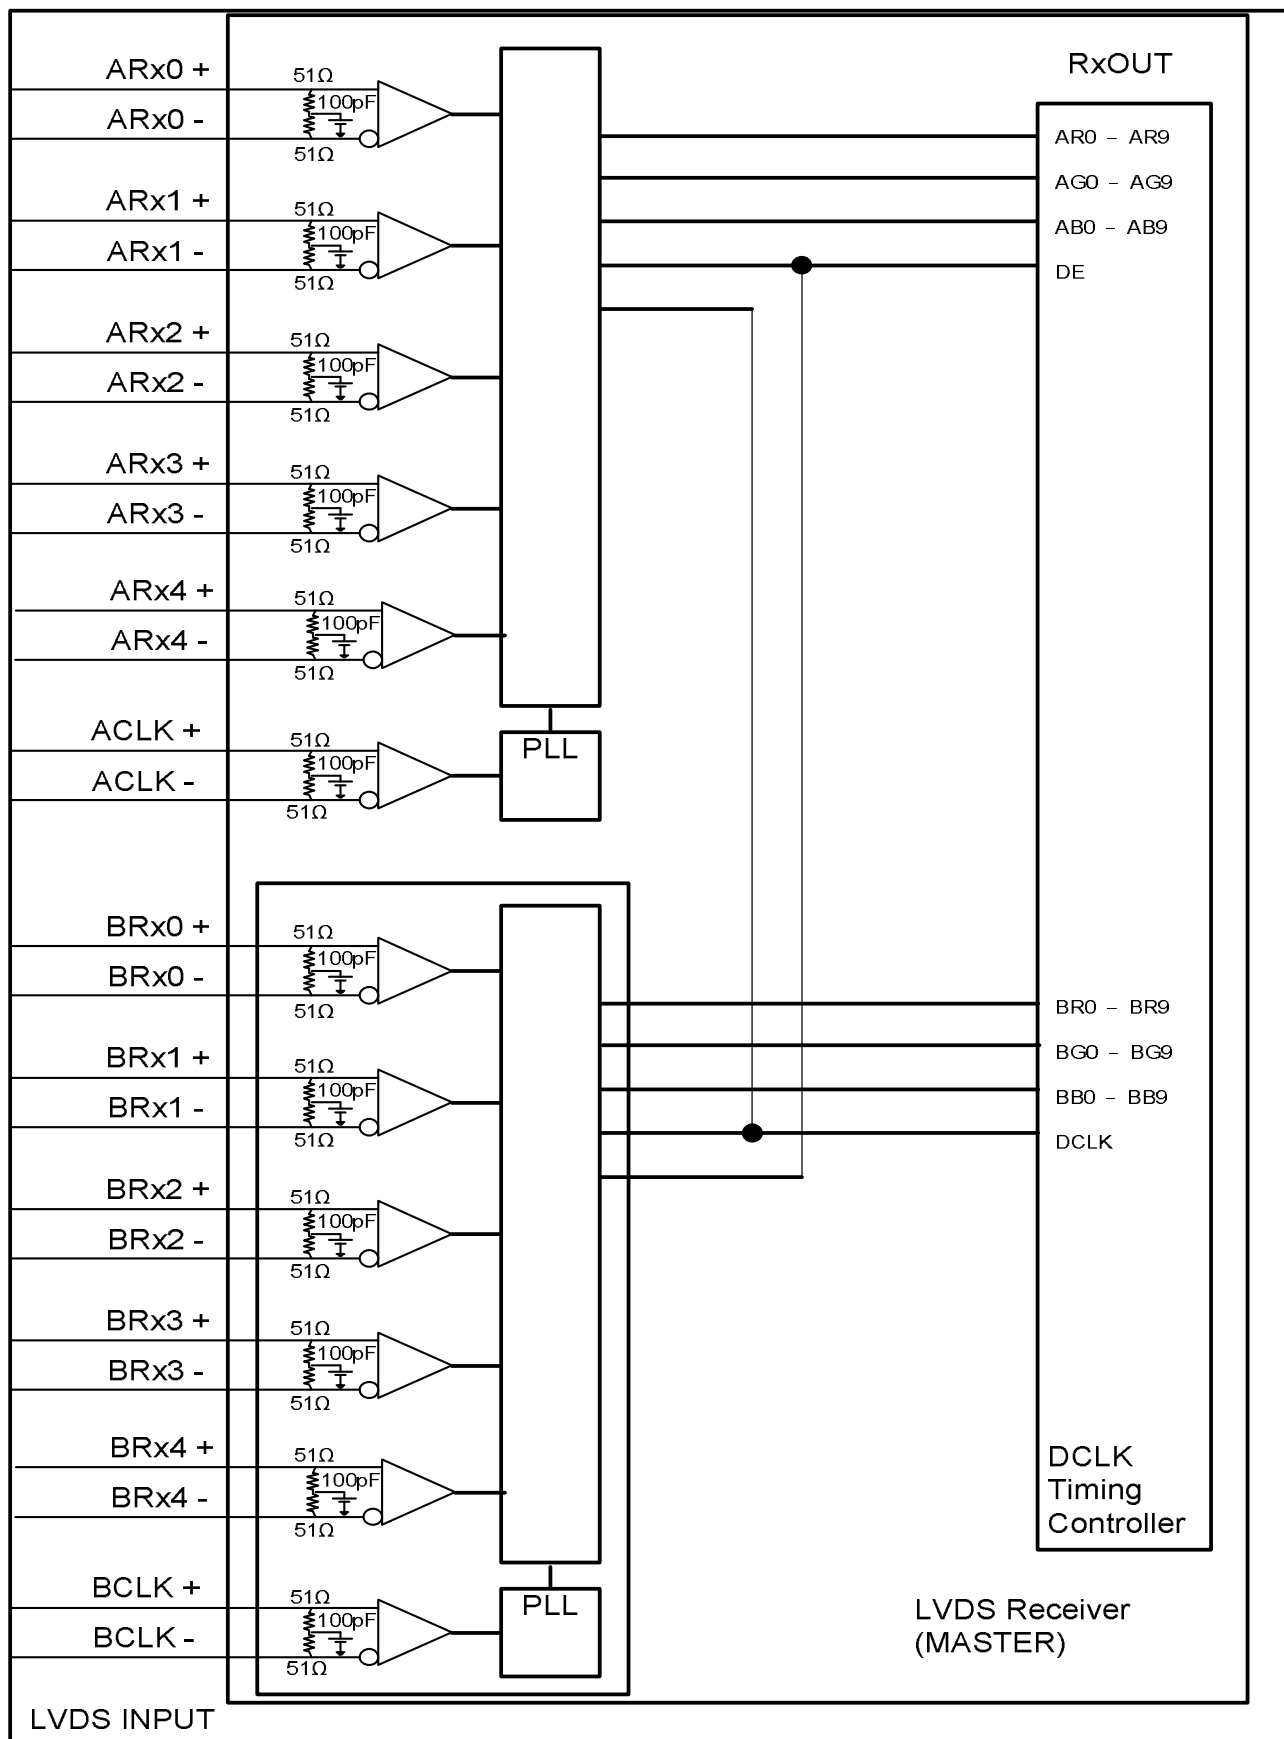 RxOUT
ARx0 +
51Ω
100pF
ARx0 -
51Ω
AR0 – AR9
AG0 – AG9
ARx1 +
51Ω
100pF
ARx1 -
51Ω
AB0 – AB9
DE
ARx2 +
51Ω
100pF
ARx2 -
51Ω
ARx3 +
51Ω
100pF
ARx3 -
51Ω
ARx4 +
51Ω
100pF
ARx4 -
51Ω
ACLK +
51Ω
100pF
ACLK -
51Ω
PLL
BRx0 +
51Ω
100pF
BRx0 -
51Ω
BR0 – BR9
BG0 – BG9
BRx1 +
51Ω
100pF
BRx1 -
51Ω
BB0 – BB9
DCLK
BRx2 +
51Ω
100pF
BRx2 -
51Ω
BRx3 +
51Ω
100pF
BRx3 -
51Ω
BRx4 +
51Ω
100pF
BRx4 -
51Ω
DCLK
Timing
Controller
BCLK +
51Ω
100pF
BCLK -
51Ω
PLL
LVDS Receiver
(MASTER)
LVDS INPUT